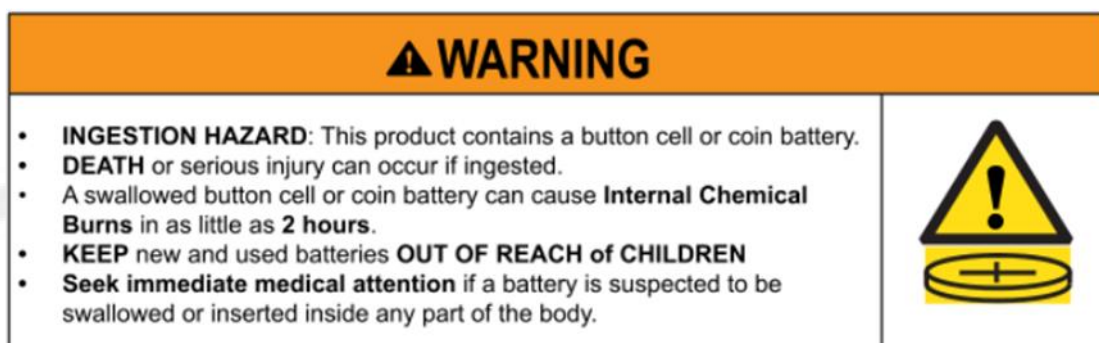 WARNING
• INGESTION HAZARD: This product contains a button cell or coin battery.
• DEATH or serious injury can occur if ingested.
• A swallowed button cell or coin battery can cause Internal Chemical
Burns in as little as 2 hours.
• KEEP new and used batteries OUT OF REACH of CHILDREN
• Seek immediate medical attention if a battery is suspected to be
swallowed or inserted inside any part of the body.